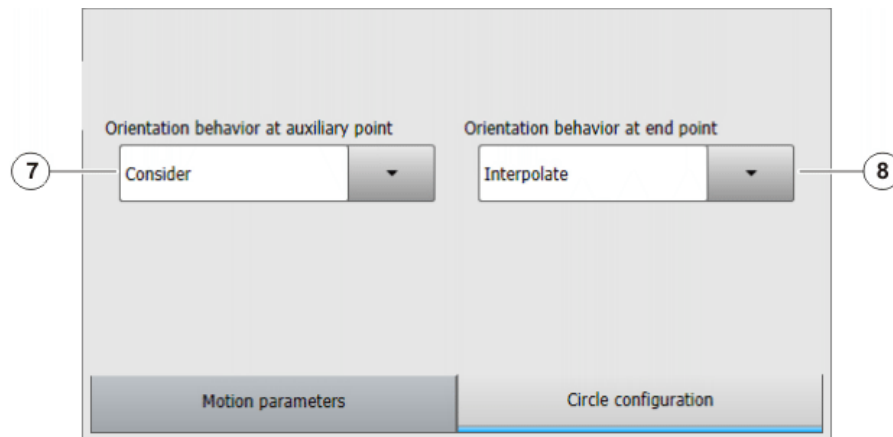 Orientation behavior at auxiliary point Orientation behavior at end point
7 Consider Interpolate 8
Motion parameters Circle configuration